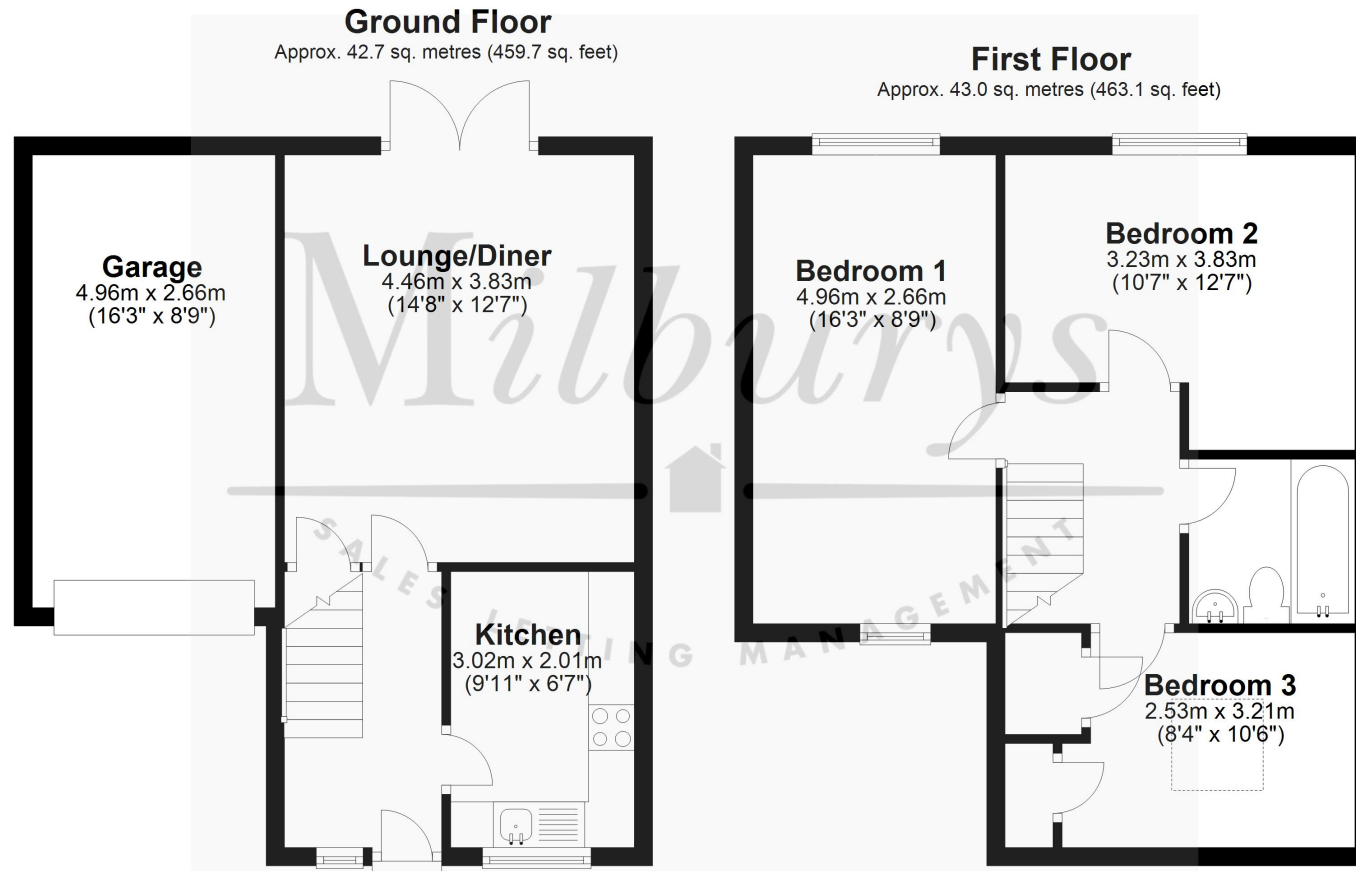 Ground Floor
Approx. 42.7 sq. metres (459.7 sq. feet)
First Floor
Approx. 43.0 sq. metres (463.1 sq. feet)
Garage
4.96m x 2.66m
(16'3" x 8'9")
Lounge/Diner
4.46m x 3.83m
(14'8" x 12'7")
Kitchen
3.02m x 2.01m
(9'11" x 6'7")
Bedroom 1
4.96m x 2.66m
(16'3" x 8'9")
Bedroom 2
3.23m x 3.83m
(10'7" x 12'7")
Bedroom 3
2.53m x 3.21m
(8'4" x 10'6")
Milburys
SALES LETTING MANAGEMENT